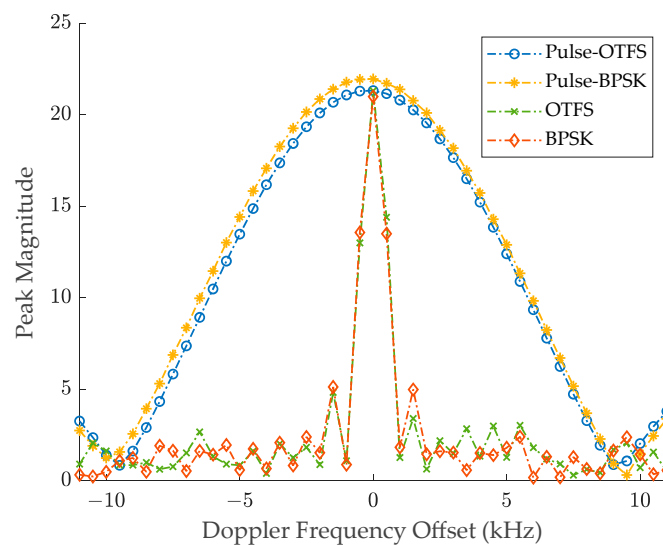 25
20
15
10
5
0
Peak Magnitude
−10
−5
0
5
10
Doppler Frequency Offset (kHz)
Pulse-OTFS
Pulse-BPSK
OTFS
BPSK